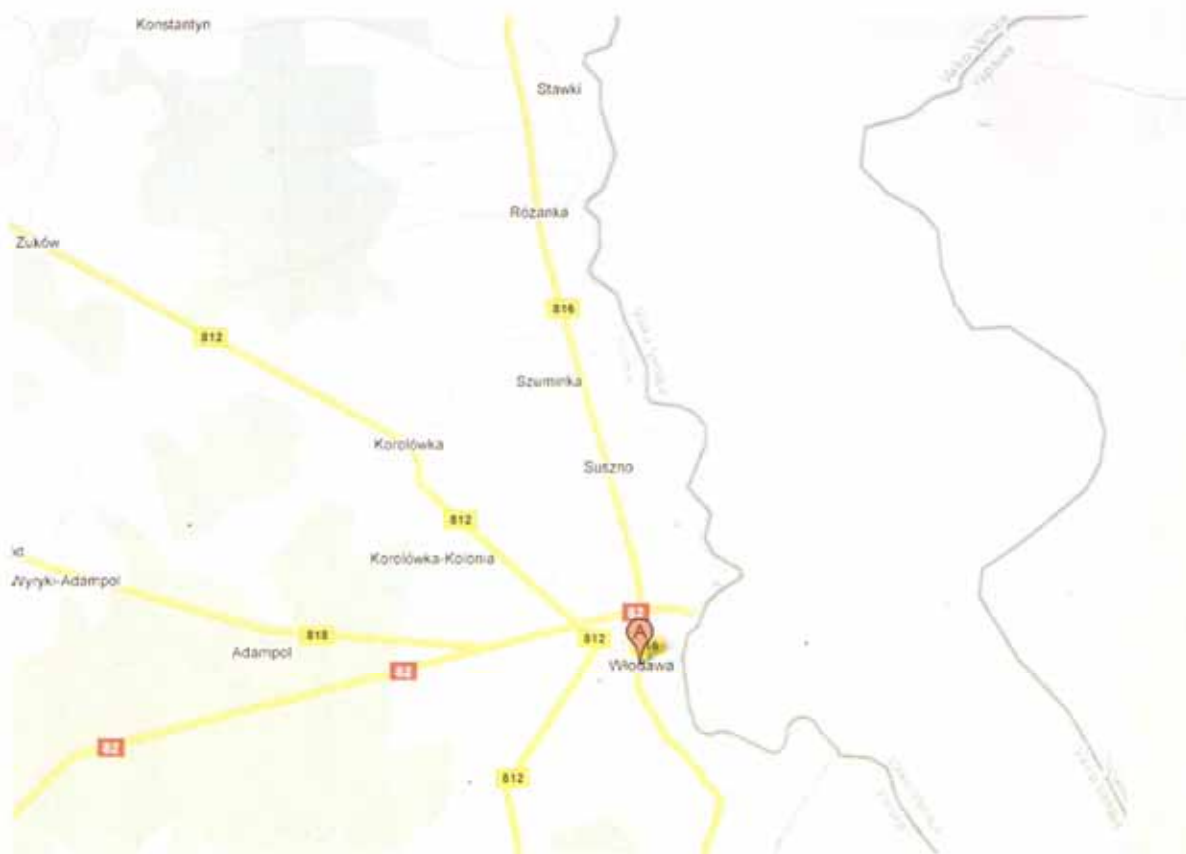 Konstantyn
Stawki
Różanka
Zuków
816
812
Szuminka
Korolówka
Suszno
812
Korolówka-Kolonia
Wyryki-Adampol
82
818
812
A
Adampol
Włodawa
82
82
812